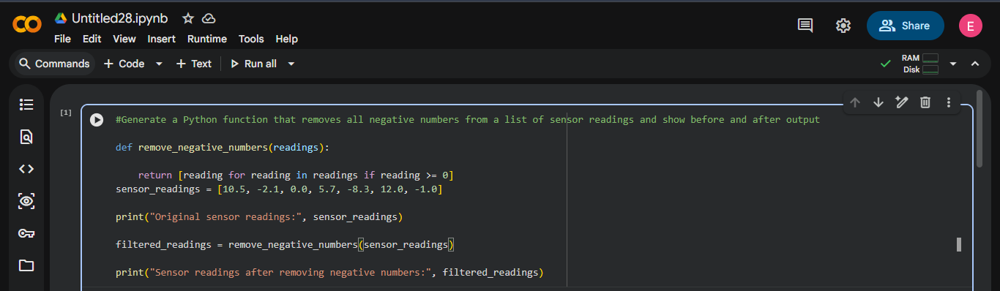 Untitled28.ipynb
File Edit View Insert Runtime Tools Help
Share
E
Commands + Code + Text Run all
RAM
Disk
[1]
#Generate a Python function that removes all negative numbers from a list of sensor readings and show before and after output
def remove_negative_numbers(readings):
    return [reading for reading in readings if reading >= 0]
sensor_readings = [10.5, -2.1, 0.0, 5.7, -8.3, 12.0, -1.0]
print("Original sensor readings:", sensor_readings)
filtered_readings = remove_negative_numbers(sensor_readings)
print("Sensor readings after removing negative numbers:", filtered_readings)